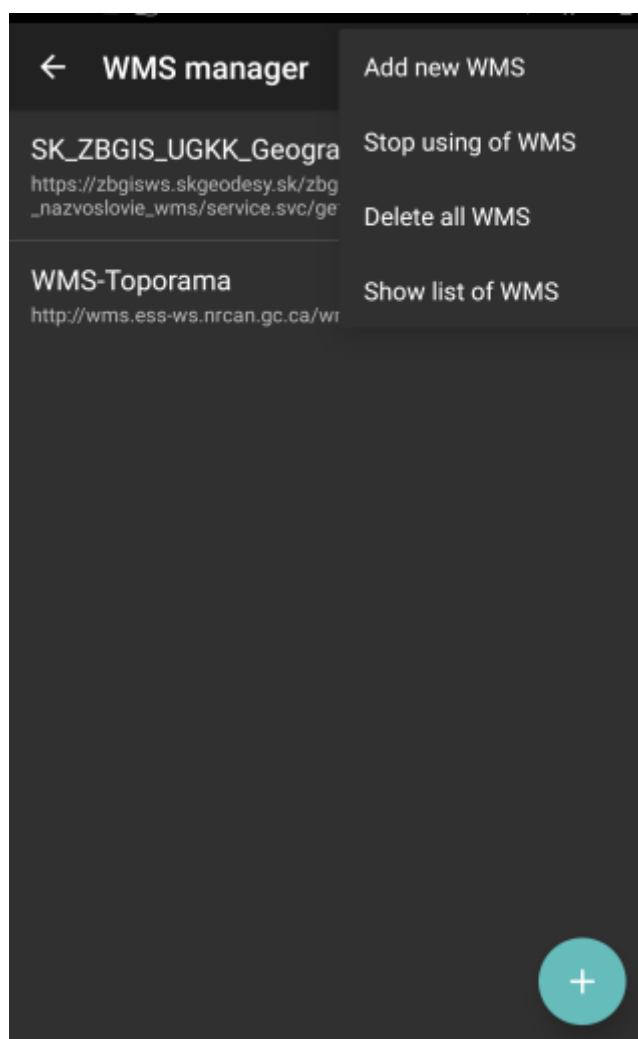 WMS manager
Add new WMS
Stop using of WMS
Delete all WMS
Show list of WMS
SK_ZBGIS_UGKK_Geogra
https://zbgisws.skgeodesy.sk/zbg
_nazvoslovie_wms/service.svc/ge
WMS-Toporama
http://wms.ess-ws.nrcan.gc.ca/
+